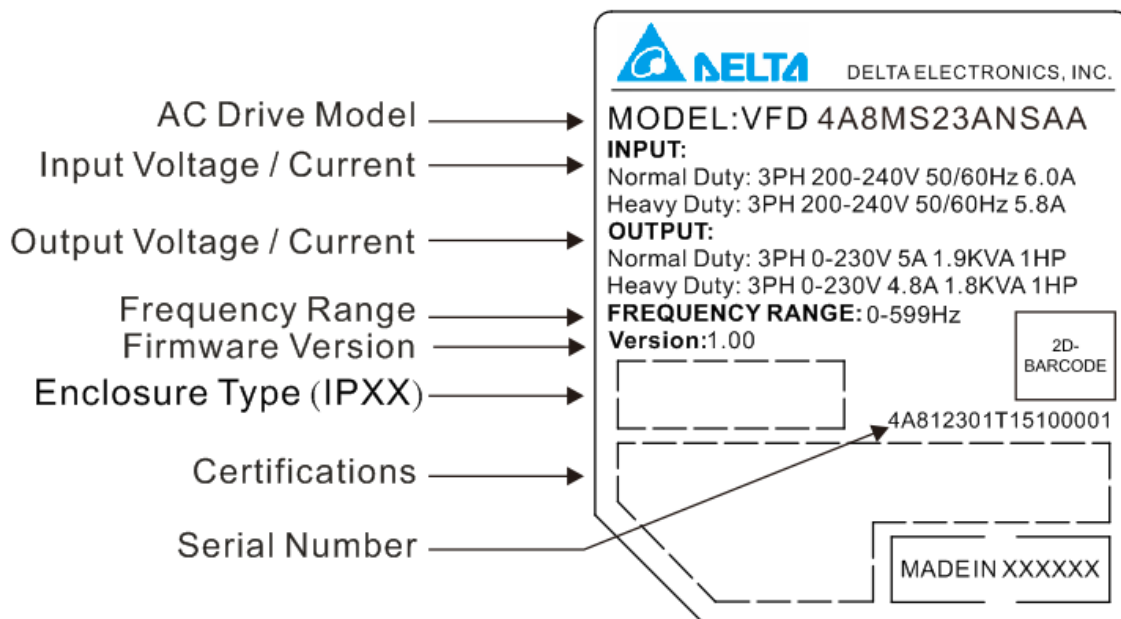 DELTA
DELTA ELECTRONICS, INC.
AC Drive Model
MODEL:VFD 4A8MS23ANSAA
Input Voltage / Current
INPUT:
Normal Duty: 3PH 200-240V 50/60Hz 6.0A
Heavy Duty: 3PH 200-240V 50/60Hz 5.8A
Output Voltage / Current
OUTPUT:
Normal Duty: 3PH 0-230V 5A 1.9KVA 1HP
Heavy Duty: 3PH 0-230V 4.8A 1.8KVA 1HP
Frequency Range
FREQUENCY RANGE: 0-599Hz
Firmware Version
Version:1.00
2D-
BARCODE
Enclosure Type (IPXX)
4A812301T15100001
Certifications
Serial Number
MADE IN XXXXXX